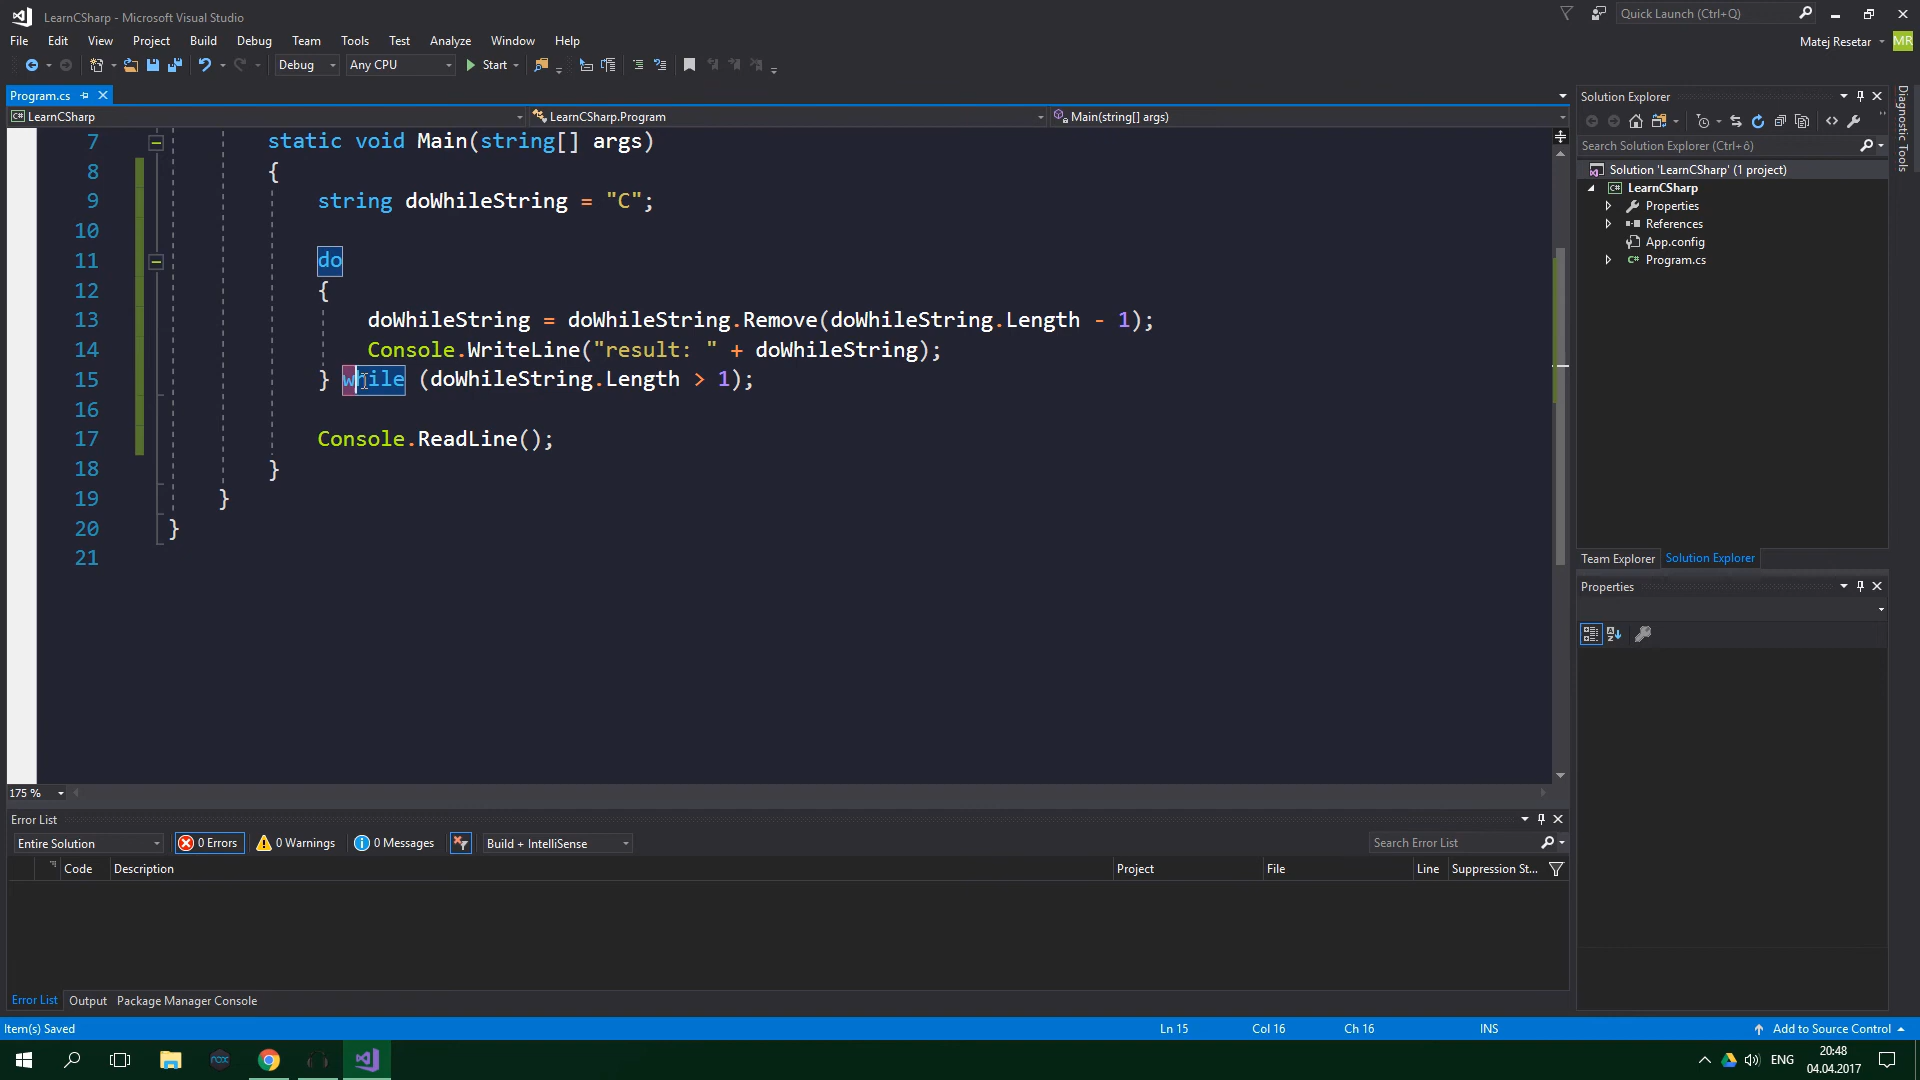 LearnCSharp - Microsoft Visual Studio
Quick Launch (Ctrl+Q)
File Edit View Project Build Debug Team Tools Test Analyze Window Help
Matej Resetar MR
Debug Any CPU Start
Program.cs
LearnCSharp LearnCSharp.Program Main(string[] args)
7 static void Main(string[] args)
8 {
9 string doWhileString = "C";
10
11 do
12 {
13 doWhileString = doWhileString.Remove(doWhileString.Length - 1);
14 Console.WriteLine("result: " + doWhileString);
15 } while (doWhileString.Length > 1);
16
17 Console.ReadLine();
18 }
19 }
20 }
21
175 %
Solution Explorer
Search Solution Explorer (Ctrl+ô)
Solution 'LearnCSharp' (1 project)
LearnCSharp
Properties
References
App.config
Program.cs
Team Explorer Solution Explorer
Properties
Diagnostic Tools
Error List
Entire Solution 0 Errors 0 Warnings 0 Messages Build + IntelliSense Search Error List
Code Description Project File Line Suppression St...
Error List Output Package Manager Console
Item(s) Saved Ln 15 Col 16 Ch 16 INS Add to Source Control
nox
ENG
20:48
04.04.2017